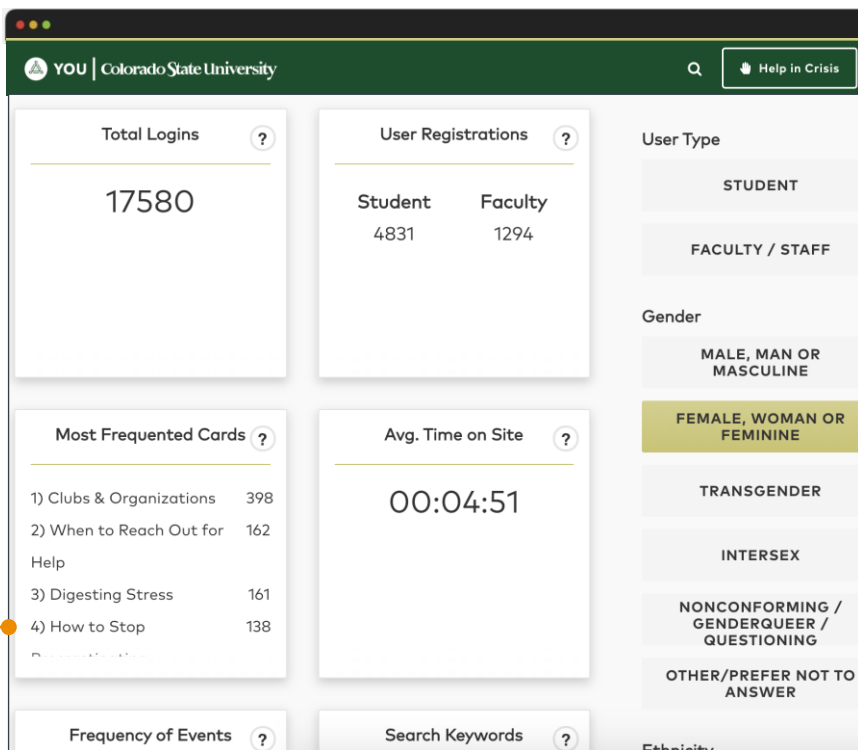 YOU | Colorado State University
Help in Crisis
Total Logins ?
17580
User Registrations ?
Student Faculty
4831 1294
Most Frequented Cards ?
1) Clubs & Organizations 398
2) When to Reach Out for 162
Help
3) Digesting Stress 161
4) How to Stop 138
Avg. Time on Site ?
00:04:51
Frequency of Events ?
Search Keywords ?
User Type
STUDENT
FACULTY / STAFF
Gender
MALE, MAN OR
MASCULINE
FEMALE, WOMAN OR
FEMININE
TRANSGENDER
INTERSEX
NONCONFORMING /
GENDERQUEER /
QUESTIONING
OTHER/PREFER NOT TO
ANSWER
Ethnicity